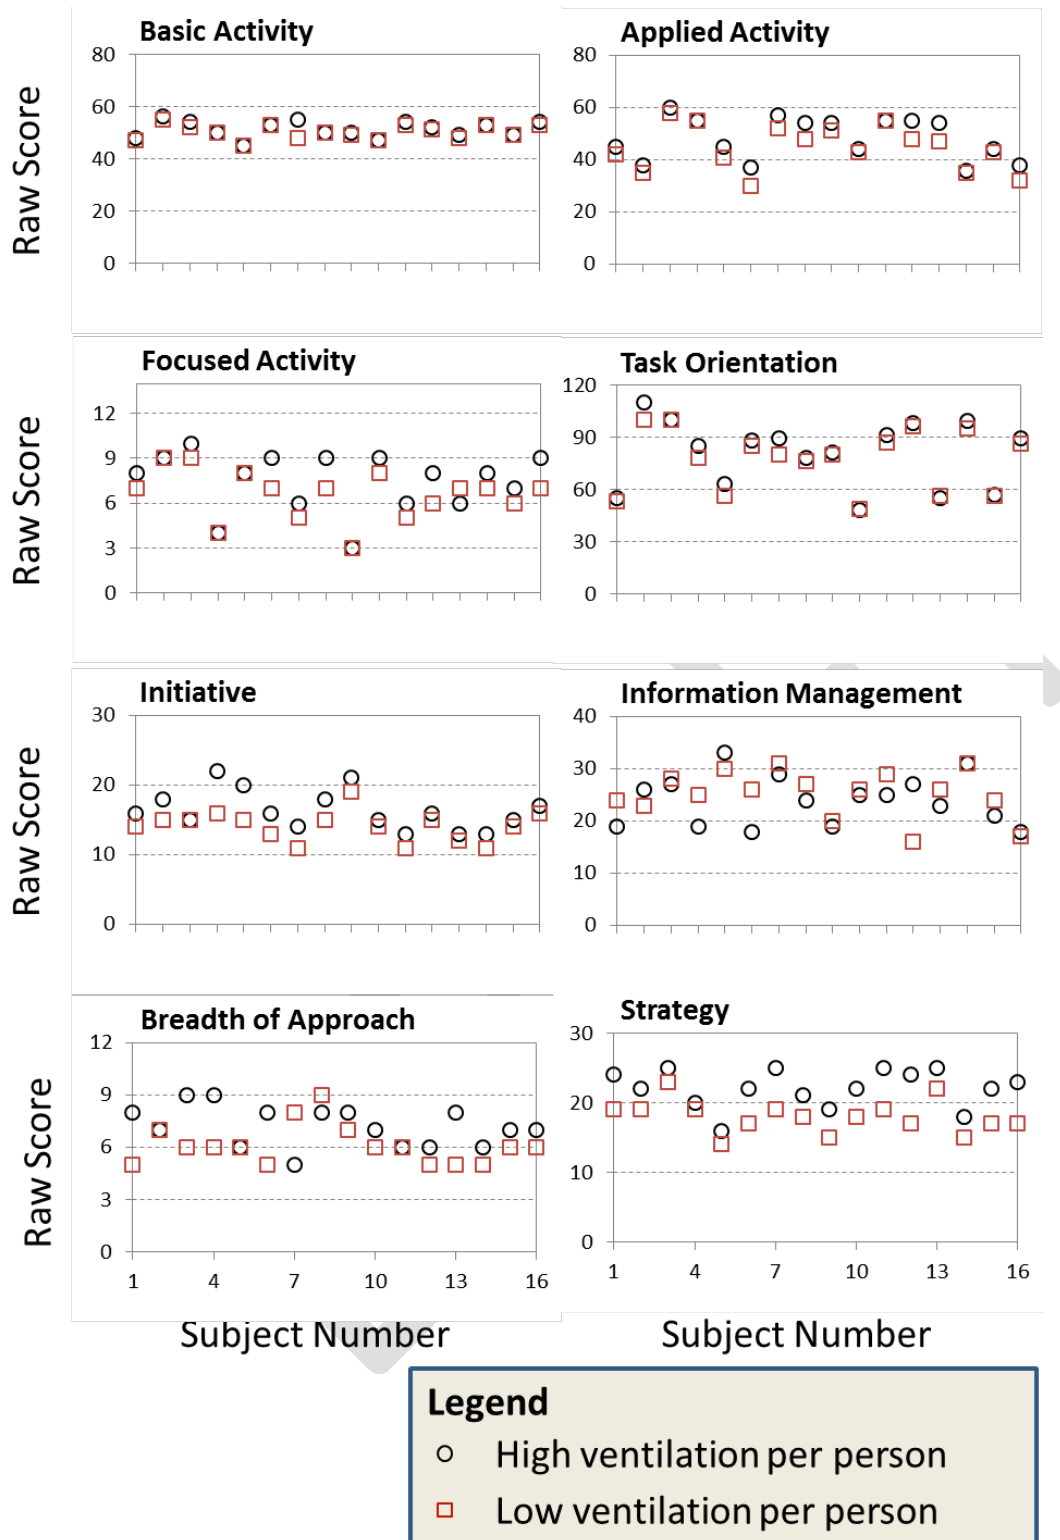 Basic Activity
Applied Activity
Raw Score
80
60
40
20
0
80
60
40
20
0
Focused Activity
Task Orientation
Raw Score
12
9
6
3
0
120
90
60
30
0
Initiative
Information Management
Raw Score
30
20
10
0
40
30
20
10
0
Breadth of Approach
Strategy
Raw Score
12
9
6
3
0
30
20
10
0
1 4 7 10 13 16
1 4 7 10 13 16
Subject Number
Subject Number
Legend
High ventilation per person
Low ventilation per person